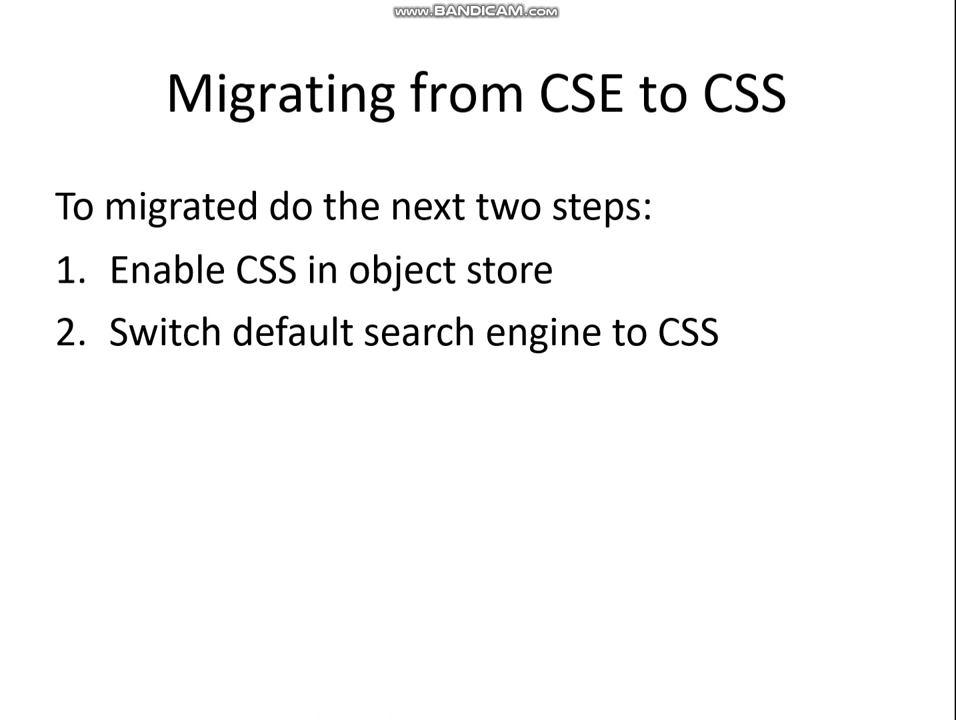 www.BANDICAM.com
Migrating from CSE to CSS
To migrated do the next two steps:
1. Enable CSS in object store
2. Switch default search engine to CSS